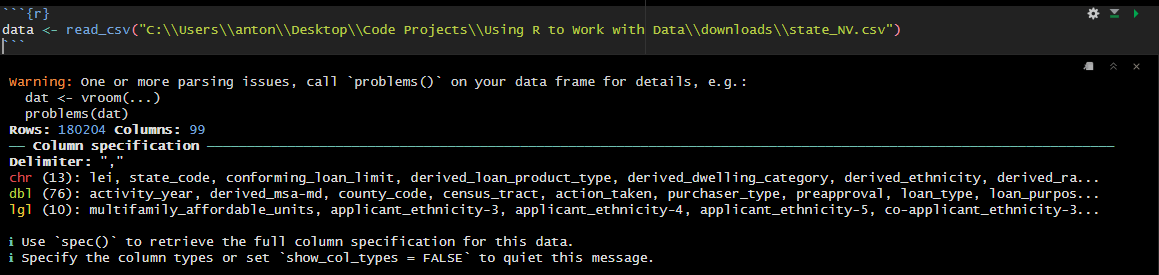 ```{r}
data <- read_csv("C:\\Users\\anton\\Desktop\\Code Projects\\Using R to Work with Data\\downloads\\state_NV.csv")
```
Warning: One or more parsing issues, call `problems()` on your data frame for details, e.g.:
  dat <- vroom(...)
  problems(dat)
Rows: 180204 Columns: 99
── Column specification ──
Delimiter: ","
chr (13): lei, state_code, conforming_loan_limit, derived_loan_product_type, derived_dwelling_category, derived_ethnicity, derived_ra...
dbl (76): activity_year, derived_msa-md, county_code, census_tract, action_taken, purchaser_type, preapproval, loan_type, loan_purpos...
lgl (10): multifamily_affordable_units, applicant_ethnicity-3, applicant_ethnicity-4, applicant_ethnicity-5, co-applicant_ethnicity-3...
ℹ Use `spec()` to retrieve the full column specification for this data.
ℹ Specify the column types or set `show_col_types = FALSE` to quiet this message.